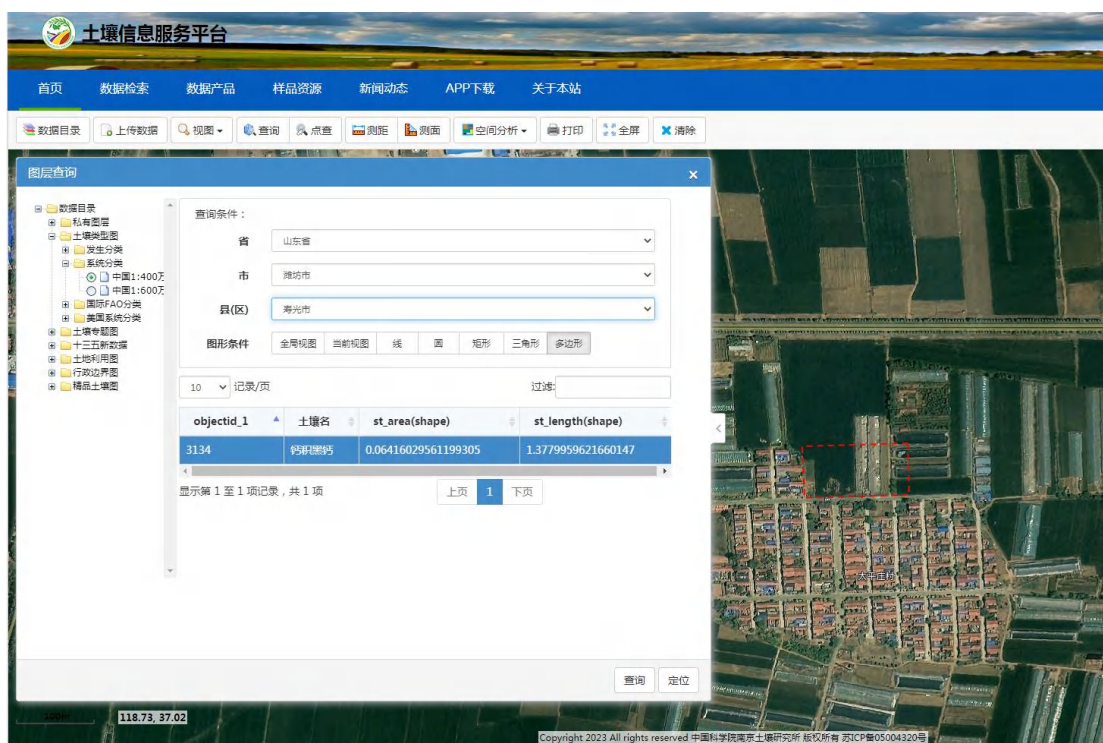 土壤信息服务平台
首页 数据检索 数据产品 样品资源 新闻动态 APP下载 关于本站
数据目录 上传数据 视图 查询 点查 测距 测面 空间分析 打印 全屏 清除
图层查询 ×
数据目录
私有图层
土壤类型图
发生分类
系统分类
中国1:400万
中国1:600万
国际FAO分类
美国系统分类
土壤专题图
十三五新数据
土地利用图
行政边界图
精品土壤图
查询条件：
省 山东省
市 潍坊市
县(区) 寿光市
图形条件 全局视图 当前视图 线 圆 矩形 三角形 多边形
10 记录/页 过滤:
objectid_1 土壤名 st_area(shape) st_length(shape)
3134 钙积黑钙 0.06416029561199305 1.3779959621660147
显示第 1 至 1 项记录，共 1 项 上页 1 下页
太平庄村
查询 定位
118.73, 37.02
Copyright 2023 All rights reserved 中国科学院南京土壤研究所 版权所有 苏ICP备05004320号